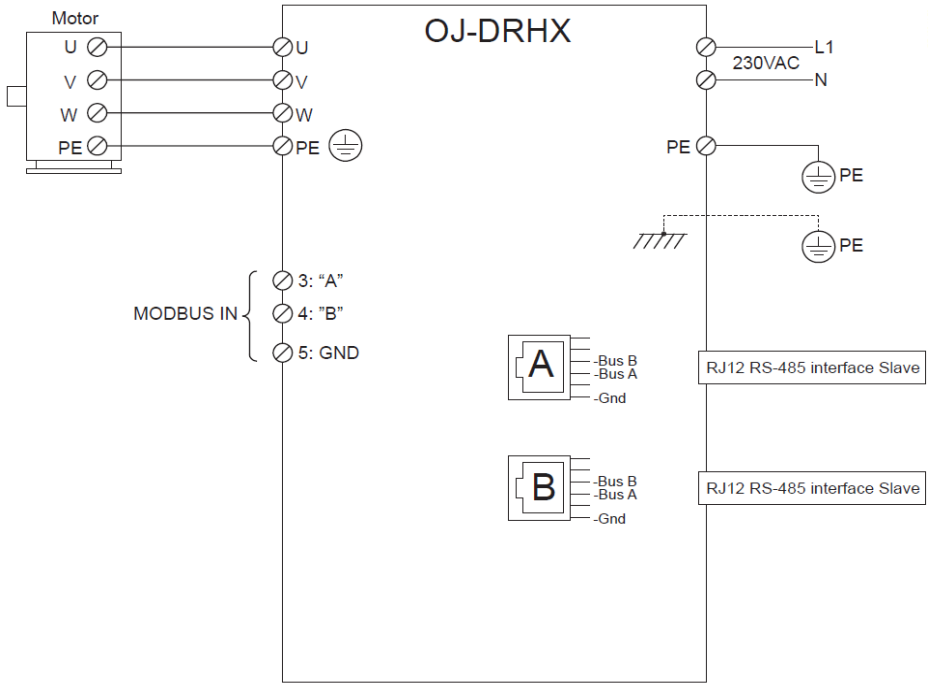 Motor
OJ-DRHX
U
U
L1
230VAC
V
V
N
W
W
PE
PE
PE
PE
PE
3: “A”
MODBUS IN
4: ”B”
5: GND
A
-Bus B
-Bus A
-Gnd
RJ12 RS-485 interface Slave
B
-Bus B
-Bus A
-Gnd
RJ12 RS-485 interface Slave